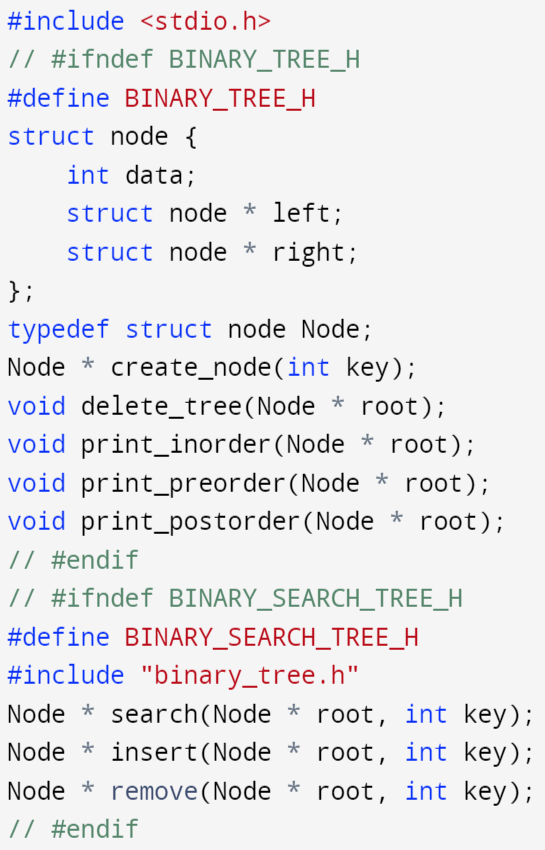 #include <stdio.h>
// #ifndef BINARY_TREE_H
#define BINARY_TREE_H
struct node {
    int data;
    struct node * left;
    struct node * right;
};
typedef struct node Node;
Node * create_node(int key);
void delete_tree(Node * root);
void print_inorder(Node * root);
void print_preorder(Node * root);
void print_postorder(Node * root);
// #endif
// #ifndef BINARY_SEARCH_TREE_H
#define BINARY_SEARCH_TREE_H
#include "binary_tree.h"
Node * search(Node * root, int key);
Node * insert(Node * root, int key);
Node * remove(Node * root, int key);
// #endif